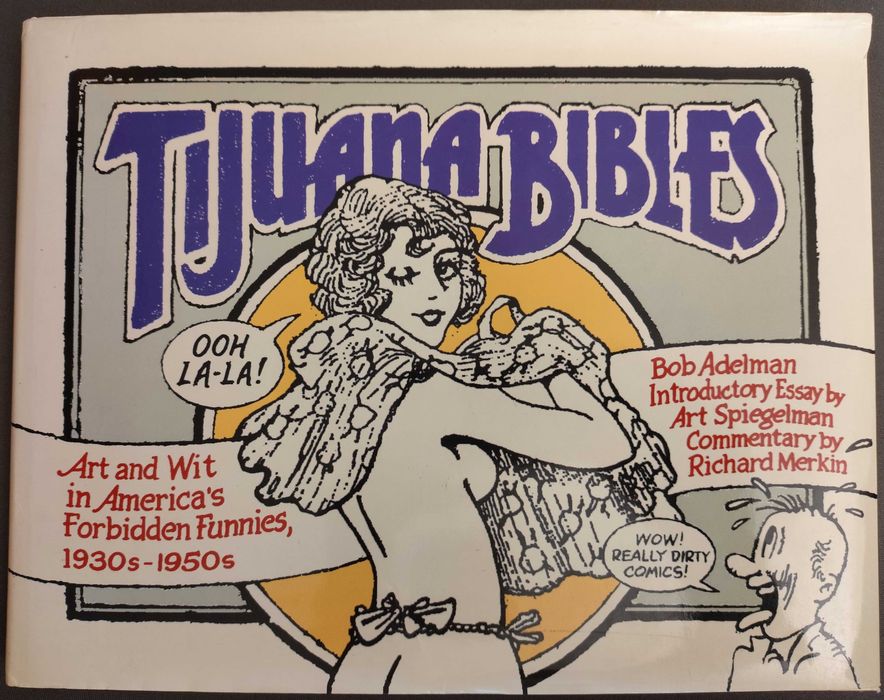 TIJUANA BIBLES
OOH
LA-LA!
Bob Adelman
Introductory Essay by
Art Spiegelman
Commentary by
Richard Merkin
Art and Wit
in America's
Forbidden Funnies,
1930s-1950s
WOW!
REALLY DIRTY
COMICS!